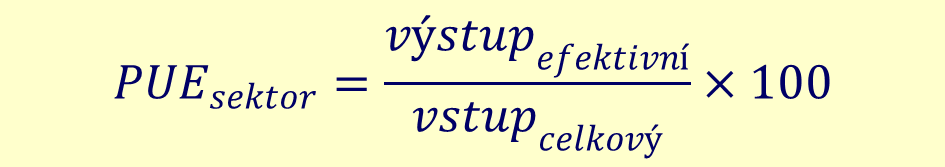 PUE_sektor = výstup_efektivní / vstup_celkový × 100